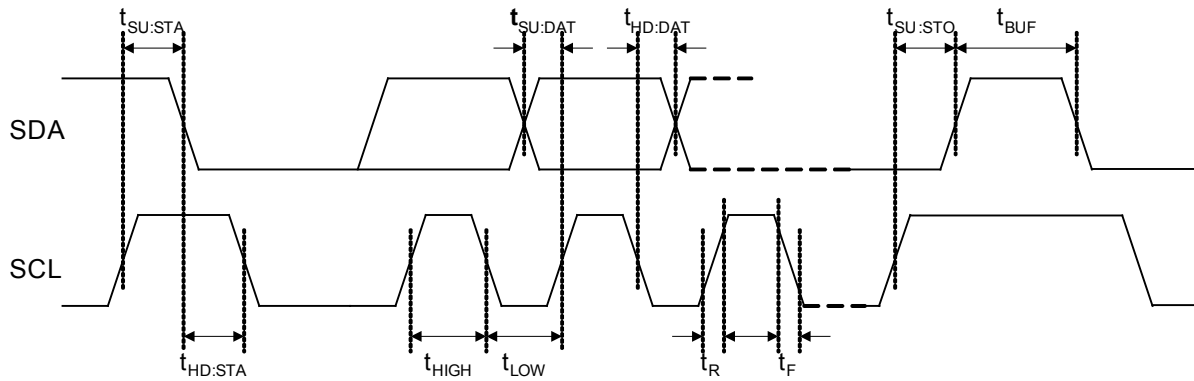 tSU:STA tSU:DAT tHD:DAT tSU:STO tBUF
SDA
SCL
tHD:STA tHIGH tLOW tR tF